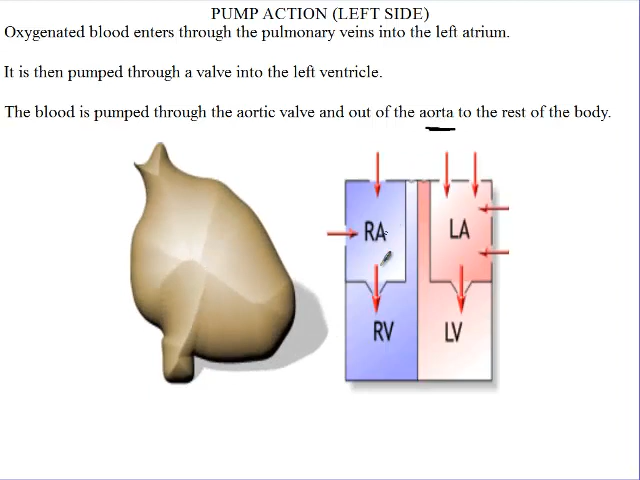 PUMP ACTION (LEFT SIDE)
Oxygenated blood enters through the pulmonary veins into the left atrium.
It is then pumped through a valve into the left ventricle.
The blood is pumped through the aortic valve and out of the aorta to the rest of the body.
RA LA
RV LV